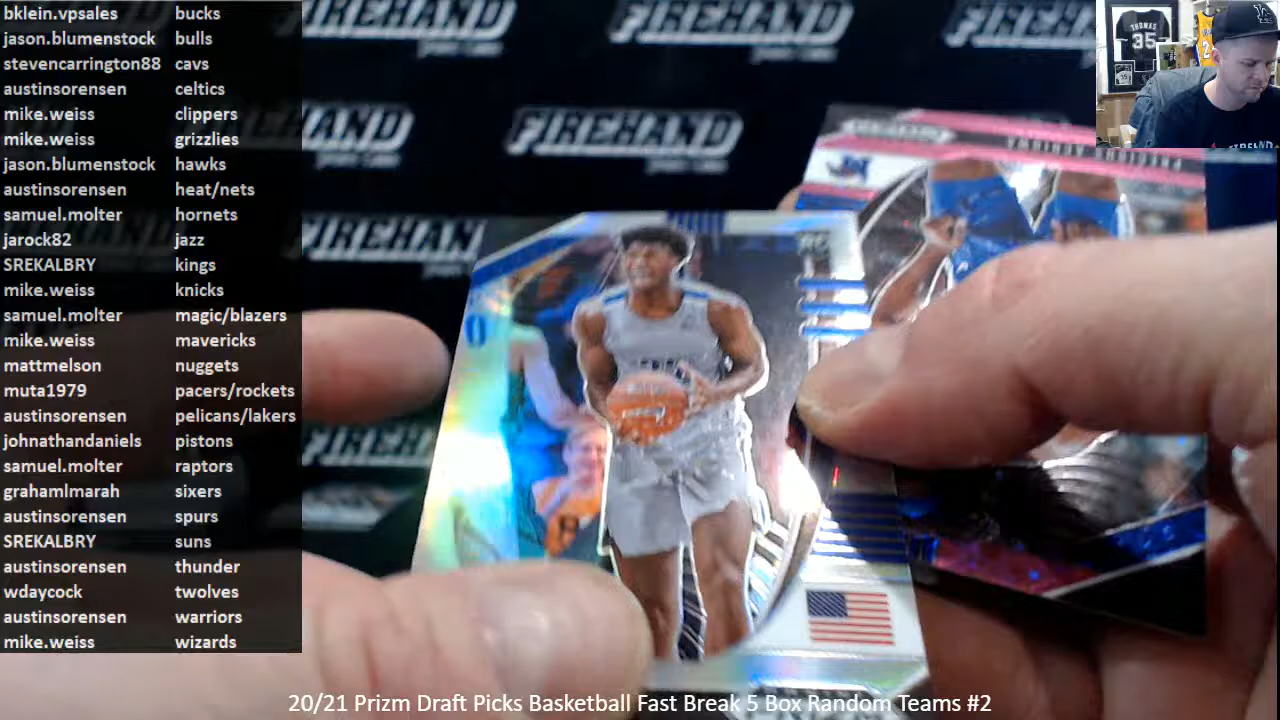 bklein.vpsales bucks
jason.blumenstock bulls
stevencarrington88 cavs
austinsorensen celtics
mike.weiss clippers
mike.weiss grizzlies
jason.blumenstock hawks
austinsorensen heat/nets
samuel.molter hornets
jarock82 jazz
SREKALBRY kings
mike.weiss knicks
samuel.molter magic/blazers
mike.weiss mavericks
mattmelson nuggets
muta1979 pacers/rockets
austinsorensen pelicans/lakers
johnathandaniels pistons
samuel.molter raptors
grahamlmarah sixers
austinsorensen spurs
SREKALBRY suns
austinsorensen thunder
wdaycock twolves
austinsorensen warriors
mike.weiss wizards
FIREHAND
FIREHAND
FIREHAND
FIREHAN
THOMAS
35
20/21 Prizm Draft Picks Basketball Fast Break 5 Box Random Teams #2